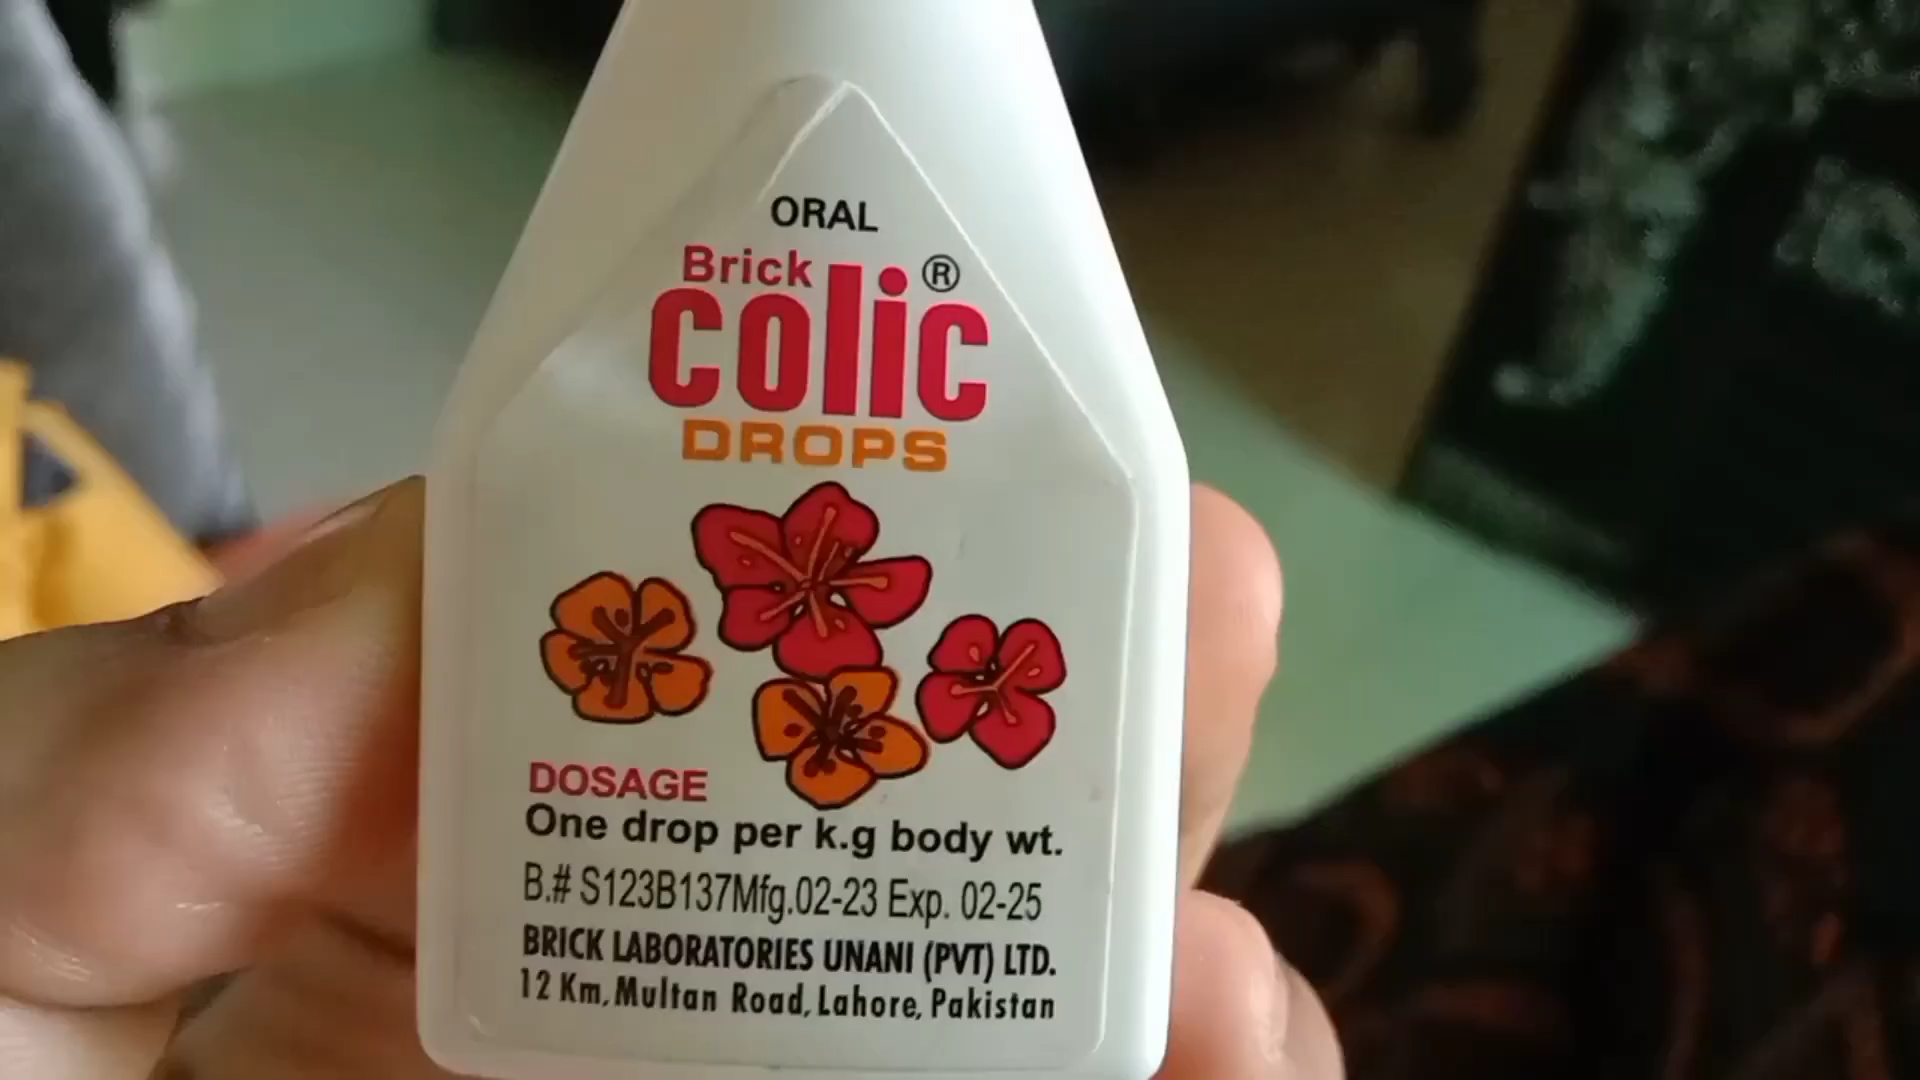 ORAL
Brick
colic®
DROPS
DOSAGE
One drop per k.g body wt.
B.# S123B137Mfg.02-23 Exp. 02-25
BRICK LABORATORIES UNANI (PVT) LTD.
12 Km, Multan Road, Lahore, Pakistan